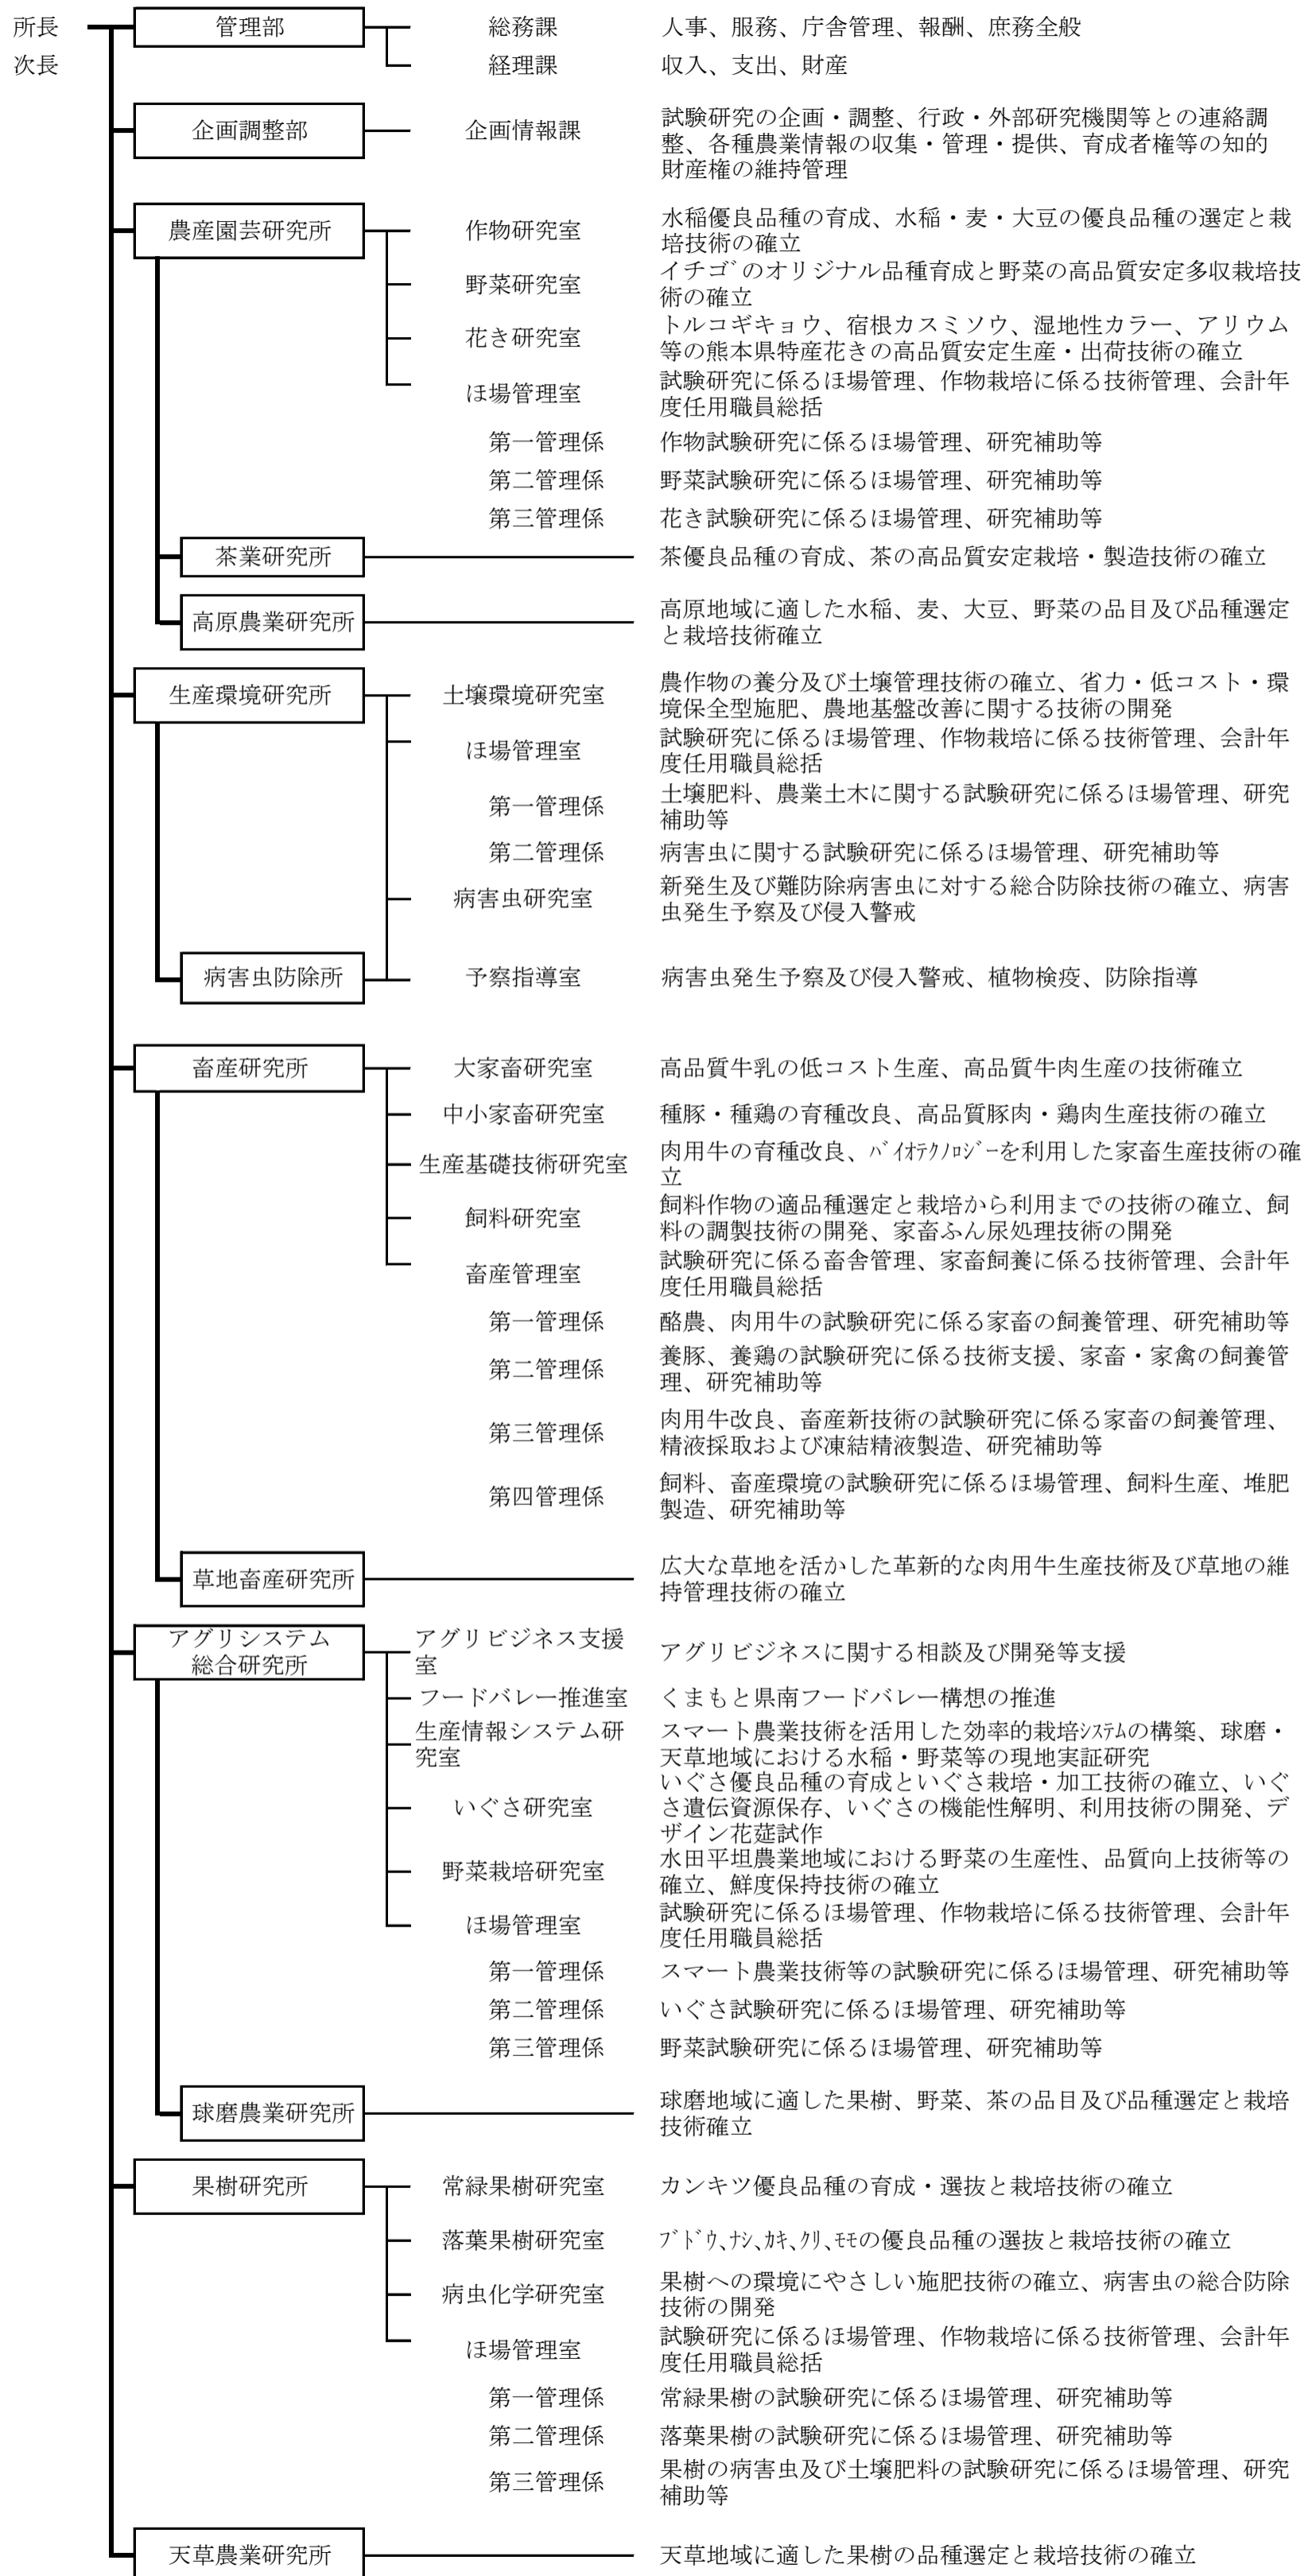 所長 管理部 総務課 人事、服務、庁舎管理、報酬、庶務全般
次長 経理課 収入、支出、財産
企画調整部 企画情報課 試験研究の企画・調整、行政・外部研究機関等との連絡調
整、各種農業情報の収集・管理・提供、育成者権等の知的
財産権の維持管理
農産園芸研究所 作物研究室 水稲優良品種の育成、水稲・麦・大豆の優良品種の選定と栽
培技術の確立
野菜研究室 イチゴのオリジナル品種育成と野菜の高品質安定多収栽培技
術の確立
花き研究室 トルコギキョウ、宿根カスミソウ、湿地性カラー、アリウム
等の熊本県特産花きの高品質安定生産・出荷技術の確立
ほ場管理室 試験研究に係るほ場管理、作物栽培に係る技術管理、会計年
度任用職員総括
第一管理係 作物試験研究に係るほ場管理、研究補助等
第二管理係 野菜試験研究に係るほ場管理、研究補助等
第三管理係 花き試験研究に係るほ場管理、研究補助等
茶業研究所 茶優良品種の育成、茶の高品質安定栽培・製造技術の確立
高原農業研究所 高原地域に適した水稲、麦、大豆、野菜の品目及び品種選定
と栽培技術確立
生産環境研究所 土壌環境研究室 農作物の養分及び土壌管理技術の確立、省力・低コスト・環
境保全型施肥、農地基盤改善に関する技術の開発
ほ場管理室 試験研究に係るほ場管理、作物栽培に係る技術管理、会計年
度任用職員総括
第一管理係 土壌肥料、農業土木に関する試験研究に係るほ場管理、研究
補助等
第二管理係 病害虫に関する試験研究に係るほ場管理、研究補助等
病害虫研究室 新発生及び難防除病害虫に対する総合防除技術の確立、病害
虫発生予察及び侵入警戒
病害虫防除所 予察指導室 病害虫発生予察及び侵入警戒、植物検疫、防除指導
畜産研究所 大家畜研究室 高品質牛乳の低コスト生産、高品質牛肉生産の技術確立
中小家畜研究室 種豚・種鶏の育種改良、高品質豚肉・鶏肉生産技術の確立
生産基礎技術研究室 肉用牛の育種改良、ﾊﾞｲｵﾃｸﾉﾛｼﾞｰを利用した家畜生産技術の確
立
飼料研究室 飼料作物の適品種選定と栽培から利用までの技術の確立、飼
料の調製技術の開発、家畜ふん尿処理技術の開発
畜産管理室 試験研究に係る畜舎管理、家畜飼養に係る技術管理、会計年
度任用職員総括
第一管理係 酪農、肉用牛の試験研究に係る家畜の飼養管理、研究補助等
第二管理係 養豚、養鶏の試験研究に係る技術支援、家畜・家禽の飼養管
理、研究補助等
第三管理係 肉用牛改良、畜産新技術の試験研究に係る家畜の飼養管理、
精液採取および凍結精液製造、研究補助等
第四管理係 飼料、畜産環境の試験研究に係るほ場管理、飼料生産、堆肥
製造、研究補助等
草地畜産研究所 広大な草地を活かした革新的な肉用牛生産技術及び草地の維
持管理技術の確立
アグリシステム
総合研究所
アグリビジネス支援
室
アグリビジネスに関する相談及び開発等支援
フードバレー推進室 くまもと県南フードバレー構想の推進
生産情報システム研
究室
スマート農業技術を活用した効率的栽培ｼｽﾃﾑの構築、球磨・
天草地域における水稲・野菜等の現地実証研究
いぐさ研究室 いぐさ優良品種の育成といぐさ栽培・加工技術の確立、いぐ
さ遺伝資源保存、いぐさの機能性解明、利用技術の開発、デ
ザイン花莚試作
野菜栽培研究室 水田平坦農業地域における野菜の生産性、品質向上技術等の
確立、鮮度保持技術の確立
ほ場管理室 試験研究に係るほ場管理、作物栽培に係る技術管理、会計年
度任用職員総括
第一管理係 スマート農業技術等の試験研究に係るほ場管理、研究補助等
第二管理係 いぐさ試験研究に係るほ場管理、研究補助等
第三管理係 野菜試験研究に係るほ場管理、研究補助等
球磨農業研究所 球磨地域に適した果樹、野菜、茶の品目及び品種選定と栽培
技術確立
果樹研究所 常緑果樹研究室 カンキツ優良品種の育成・選抜と栽培技術の確立
落葉果樹研究室 ﾌﾞﾄﾞｳ､ﾅｼ､ｶｷ､ｸﾘ､ﾓﾓの優良品種の選抜と栽培技術の確立
病虫化学研究室 果樹への環境にやさしい施肥技術の確立、病害虫の総合防除
技術の開発
ほ場管理室 試験研究に係るほ場管理、作物栽培に係る技術管理、会計年
度任用職員総括
第一管理係 常緑果樹の試験研究に係るほ場管理、研究補助等
第二管理係 落葉果樹の試験研究に係るほ場管理、研究補助等
第三管理係 果樹の病害虫及び土壌肥料の試験研究に係るほ場管理、研究
補助等
天草農業研究所 天草地域に適した果樹の品種選定と栽培技術の確立